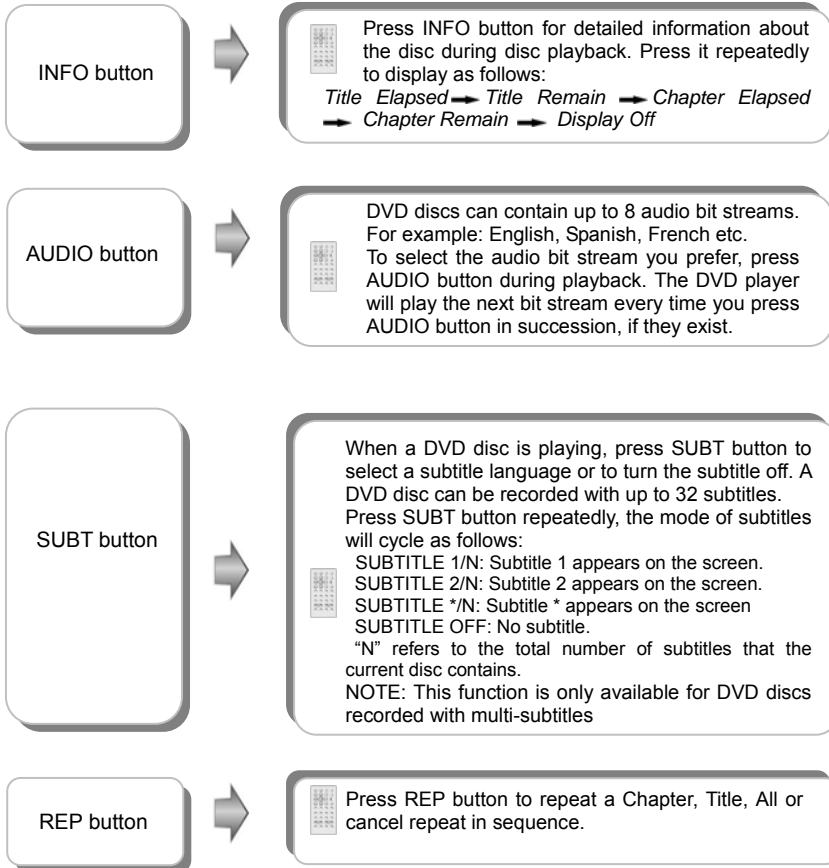 INFO button
Press INFO button for detailed information about
the disc during disc playback. Press it repeatedly
to display as follows:
Title Elapsed → Title Remain → Chapter Elapsed
→ Chapter Remain → Display Off
AUDIO button
DVD discs can contain up to 8 audio bit streams.
For example: English, Spanish, French etc.
To select the audio bit stream you prefer, press
AUDIO button during playback. The DVD player
will play the next bit stream every time you press
AUDIO button in succession, if they exist.
SUBT button
When a DVD disc is playing, press SUBT button to
select a subtitle language or to turn the subtitle off. A
DVD disc can be recorded with up to 32 subtitles.
Press SUBT button repeatedly, the mode of subtitles
will cycle as follows:
SUBTITLE 1/N: Subtitle 1 appears on the screen.
SUBTITLE 2/N: Subtitle 2 appears on the screen.
SUBTITLE */N: Subtitle * appears on the screen
SUBTITLE OFF: No subtitle.
“N” refers to the total number of subtitles that the
current disc contains.
NOTE: This function is only available for DVD discs
recorded with multi-subtitles
REP button
Press REP button to repeat a Chapter, Title, All or
cancel repeat in sequence.